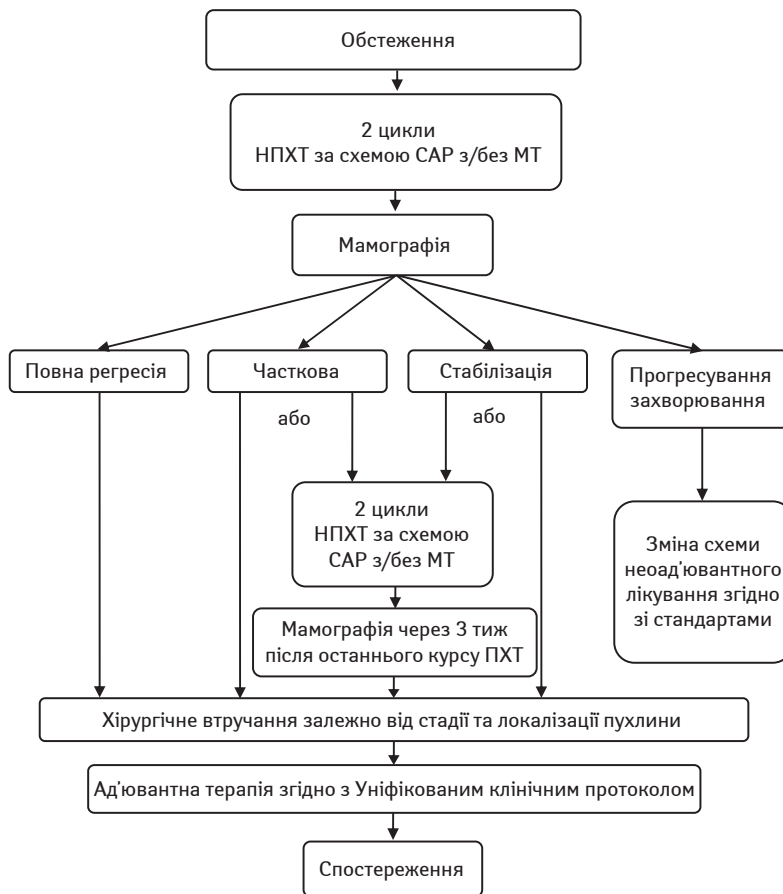 Обстеження
2 цикли
НПХТ за схемою САР з/без МТ
Мамографія
Повна регресія
Часткова
Стабілізація
Прогресування
захворювання
або
або
2 цикли
НПХТ за схемою
САР з/без МТ
Зміна схеми
неоад'ювантного
лікування згідно
зі стандартами
Мамографія через 3 тиж
після останнього курсу ПХТ
Хірургічне втручання залежно від стадії та локалізації пухлини
Ад'ювантна терапія згідно з Уніфікованим клінічним протоколом
Спостереження